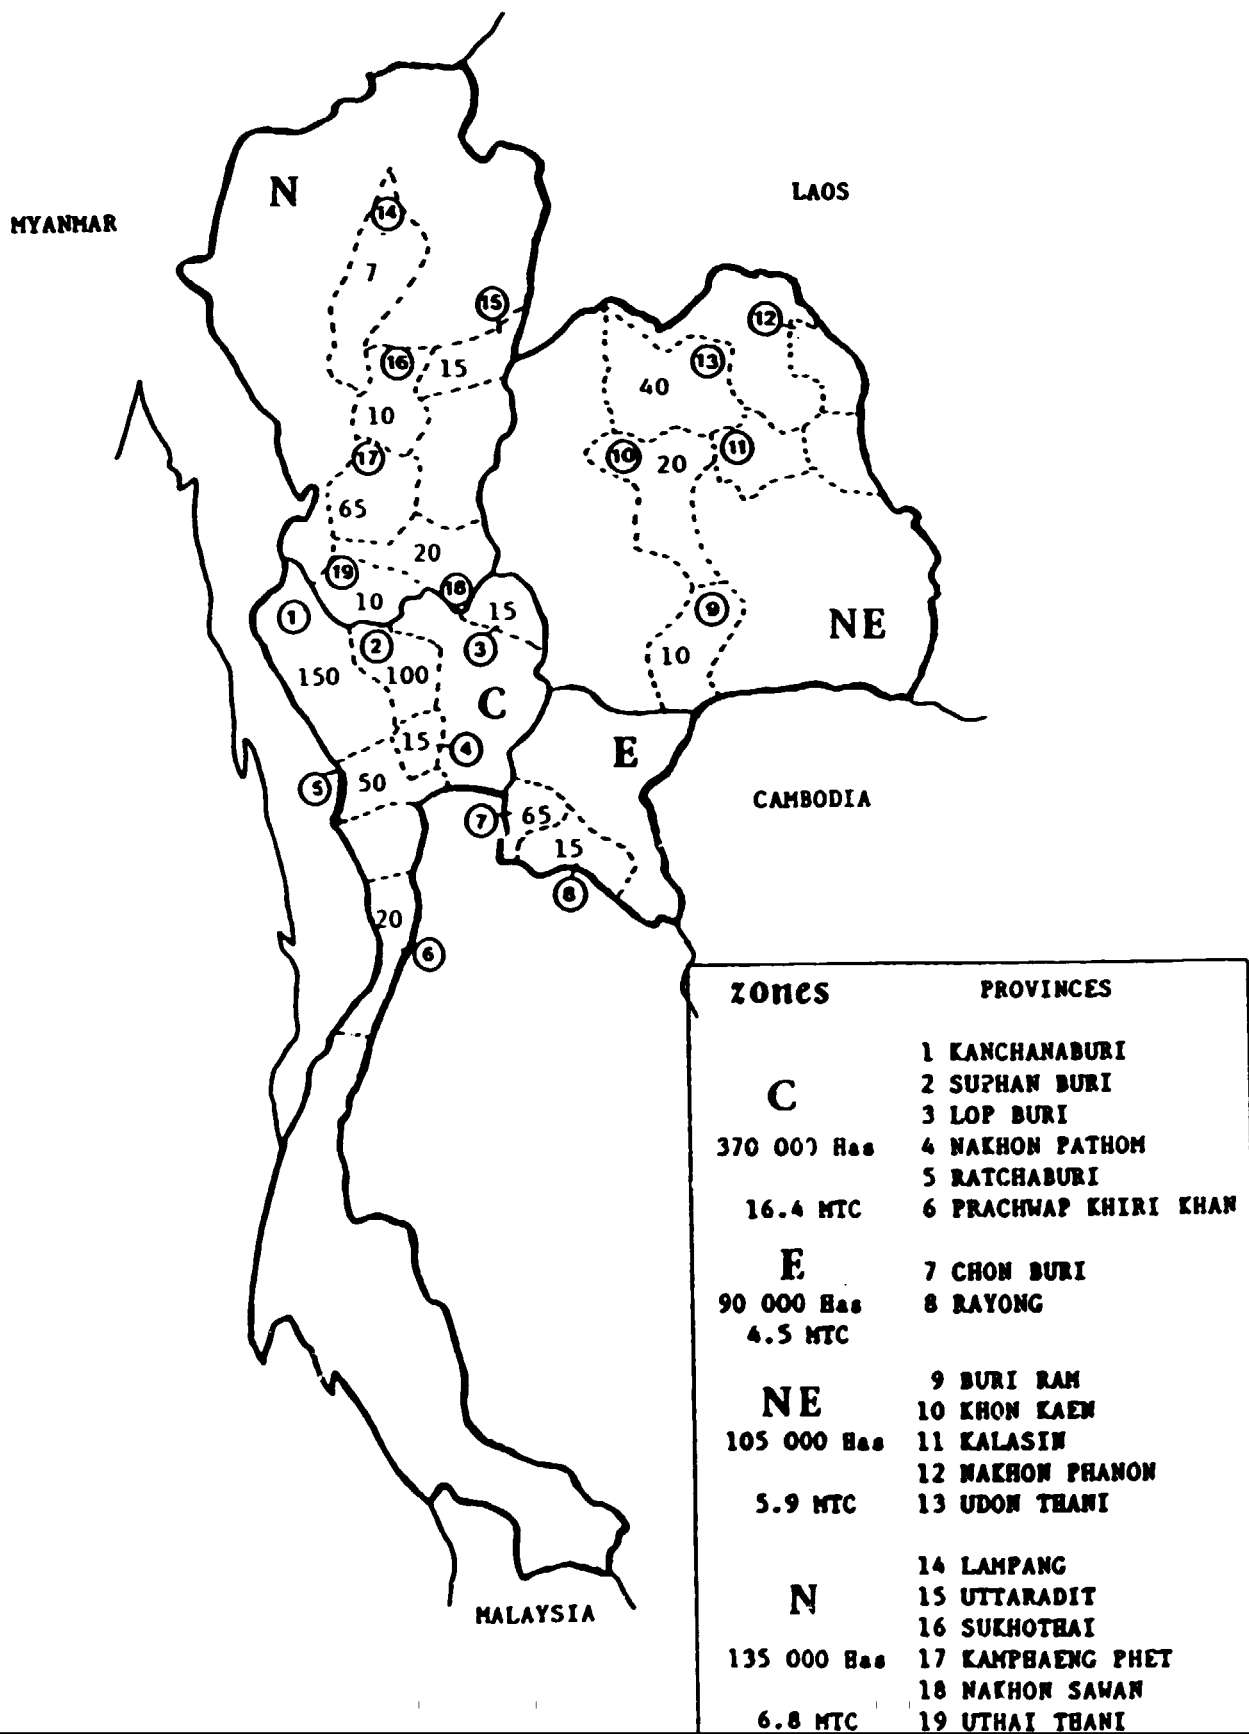 N
LAOS
MYANMAR
14
7
15
12
16
15
13
40
10
17
10
20
11
65
20
19
18
10
15
1
9
NE
2
3
10
150
100
C
15
4
E
5
50
CAMBODIA
7
65
15
8
20
6
zones PROVINCES
1 KANCHANABURI
C
2 SUPHAN BURI
3 LOP BURI
370 000 Has 4 NAKHON PATHOM
5 RATCHABURI
16.4 MTC 6 PRACHWAP KHIRI KHAN
E
7 CHON BURI
90 000 Has 8 RAYONG
4.5 MTC
9 BURI RAM
NE
10 KHON KAEN
105 000 Has 11 KALASIN
12 NAKHON PHANON
5.9 MTC 13 UDON THANI
14 LAMPANG
N
15 UTTARADIT
16 SUKHOTHAI
135 000 Has 17 KAMPHAENG PHET
18 NAKHON SAWAN
6.8 MTC 19 UTHAI THANI
MALAYSIA